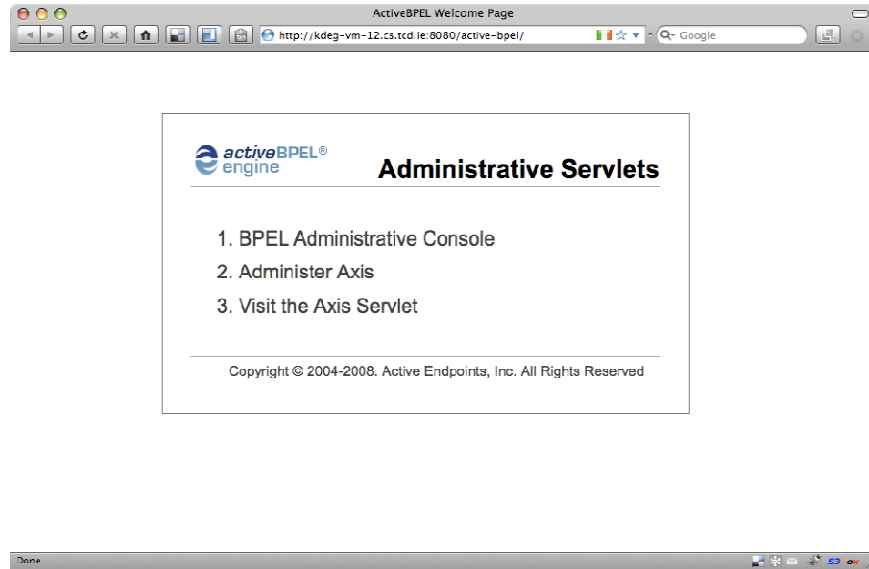 ActiveBPEL Welcome Page
http://kdeg-vm-12.cs.tcd.ie:8080/active-bpel/
Google
activeBPEL®
engine
Administrative Servlets
1. BPEL Administrative Console
2. Administer Axis
3. Visit the Axis Servlet
Copyright © 2004-2008. Active Endpoints, Inc. All Rights Reserved
Done